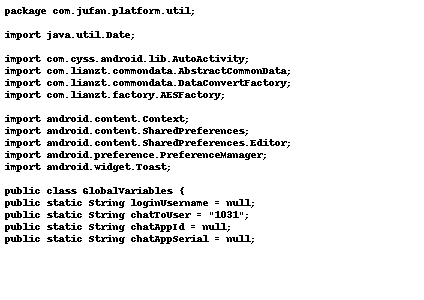 package com.jufan.platform.util;

import java.util.Date;

import com.cyss.android.lib.AutoActivity;
import com.lianzt.commondata.AbstractCommonData;
import com.lianzt.commondata.DataConvertFactory;
import com.lianzt.factory.AESFactory;

import android.content.Context;
import android.content.SharedPreferences;
import android.content.SharedPreferences.Editor;
import android.preference.PreferenceManager;
import android.widget.Toast;

public class GlobalVariables {
public static String loginUsername = null;
public static String chatToUser = "1031";
public static String chatAppId = null;
public static String chatAppSerial = null;